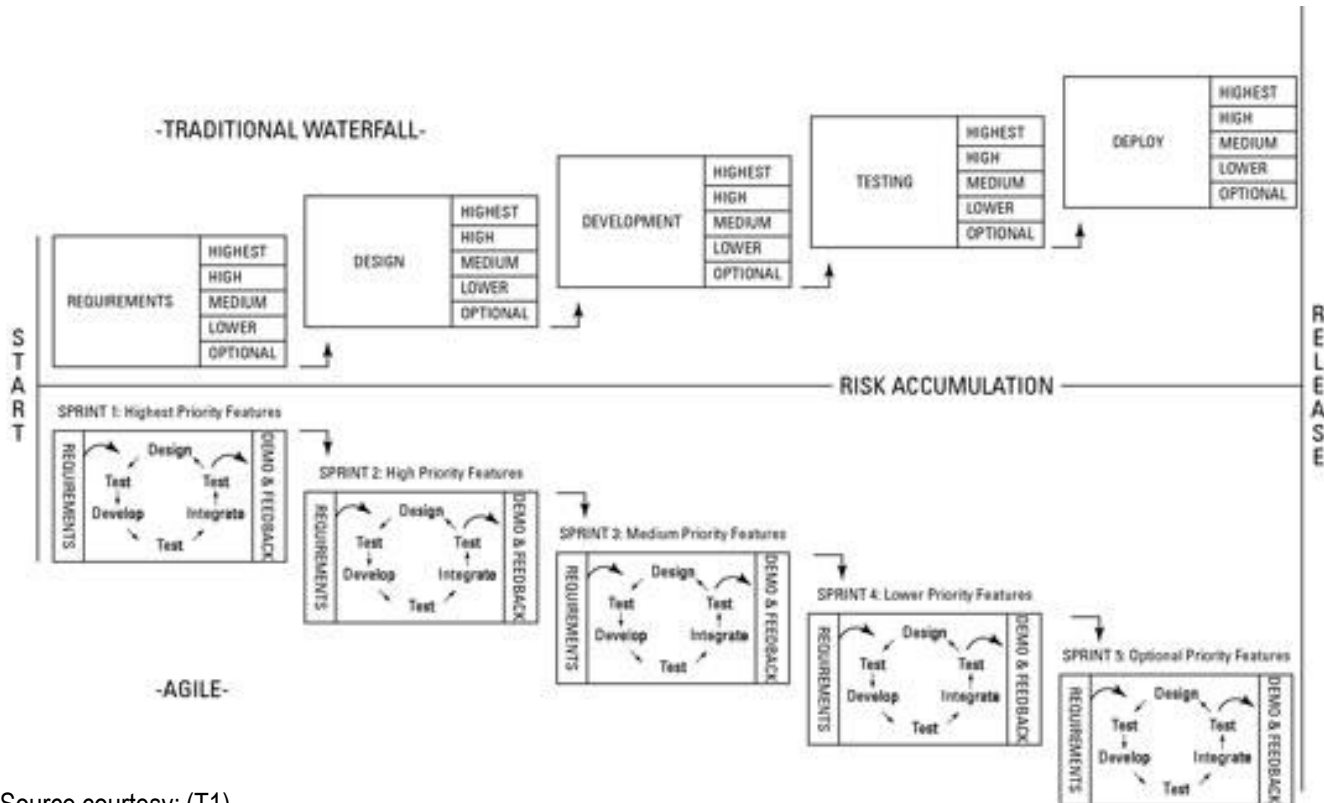 -TRADITIONAL WATERFALL-
START
REQUIREMENTS
HIGHEST
HIGH
MEDIUM
LOWER
OPTIONAL
DESIGN
HIGHEST
HIGH
MEDIUM
LOWER
OPTIONAL
DEVELOPMENT
HIGHEST
HIGH
MEDIUM
LOWER
OPTIONAL
TESTING
HIGHEST
HIGH
MEDIUM
LOWER
OPTIONAL
DEPLOY
HIGHEST
HIGH
MEDIUM
LOWER
OPTIONAL
RELEASE
RISK ACCUMULATION
SPRINT 1: Highest Priority Features
REQUIREMENTS
Design
Test
Test
Develop
Integrate
Test
DEMO & FEEDBACK
SPRINT 2: High Priority Features
REQUIREMENTS
Design
Test
Test
Develop
Integrate
Test
DEMO & FEEDBACK
SPRINT 3: Medium Priority Features
REQUIREMENTS
Design
Test
Test
Develop
Integrate
Test
DEMO & FEEDBACK
SPRINT 4: Lower Priority Features
REQUIREMENTS
Design
Test
Test
Develop
Integrate
Test
DEMO & FEEDBACK
SPRINT 5: Optional Priority Features
REQUIREMENTS
Design
Test
Test
Develop
Integrate
Test
DEMO & FEEDBACK
-AGILE-
Source courtesy: (T1)